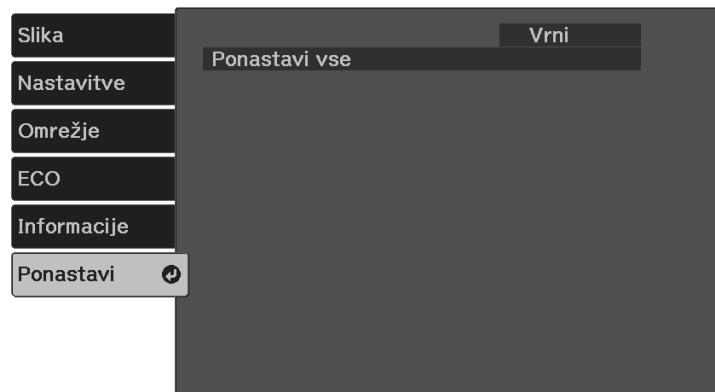 Slika
Nastavitve
Omrežje
ECO
Informacije
Ponastavi
Vrni
Ponastavi vse